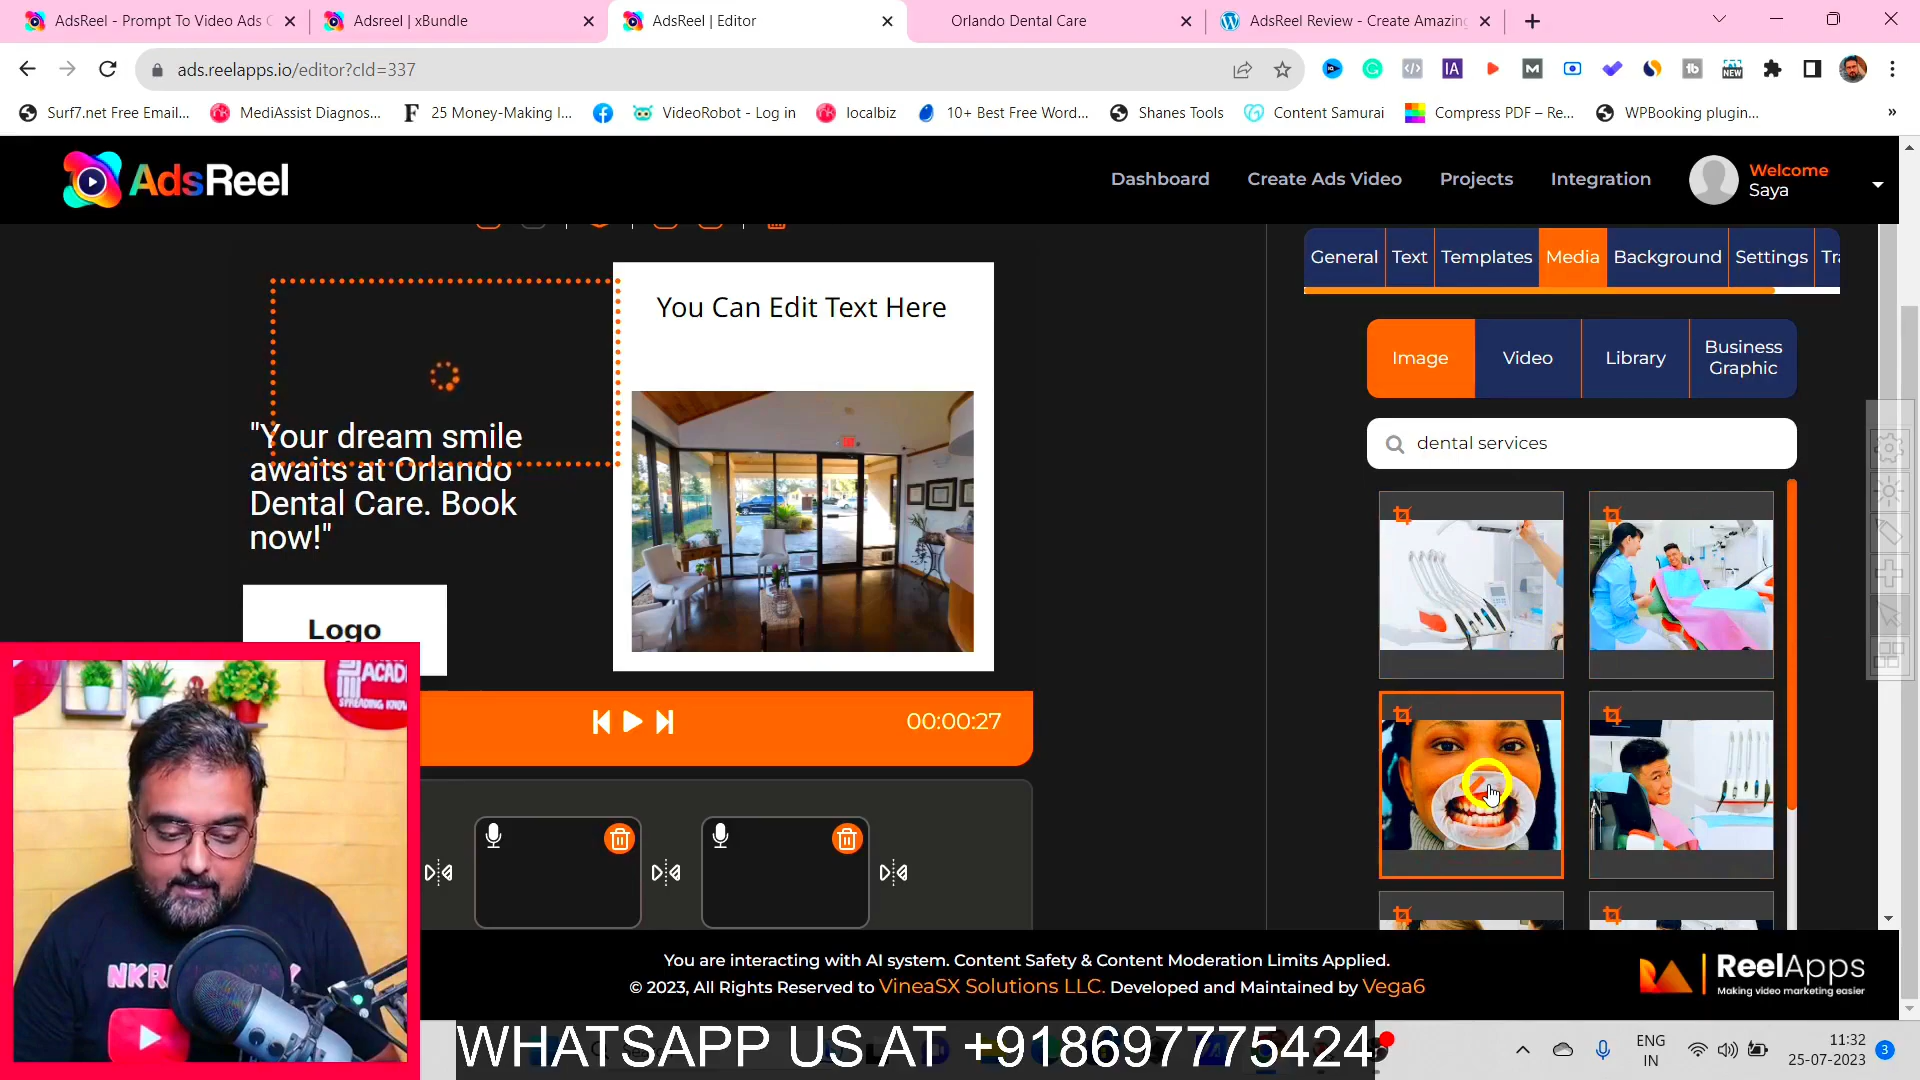 AdsReel - Prompt To Video Ads C
Adsreel | xBundle
AdsReel | Editor
Orlando Dental Care
AdsReel Review - Create Amazing
ads.reelapps.io/editor?cId=337
Surf7.net Free Email...
MediAssist Diagnos...
25 Money-Making I...
VideoRobot - Log in
localbiz
10+ Best Free Word...
Shanes Tools
Content Samurai
Compress PDF – Re...
WPBooking plugin...
AdsReel
Dashboard
Create Ads Video
Projects
Integration
Welcome
Saya
General
Text
Templates
Media
Background
Settings
Tra
Image
Video
Library
Business
Graphic
dental services
You Can Edit Text Here
"Your dream smile
awaits at Orlando
Dental Care. Book
now!"
Logo
00:00:27
You are interacting with AI system. Content Safety & Content Moderation Limits Applied.
© 2023, All Rights Reserved to VineaSX Solutions LLC. Developed and Maintained by Vega6
ReelApps
Making video marketing easier
ACAD
SPREADING KNOW
WHATSAPP US AT +918697775424
ENG
IN
11:32
25-07-2023
3